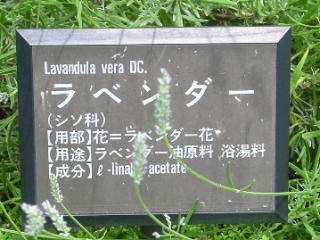 Lavandula vera DC.
ラベンダー
(シソ科)
【用部】花=ラベンダー花
【用途】ラベンダー油原料 浴湯料
【成分】ℓ-linalyl acetate